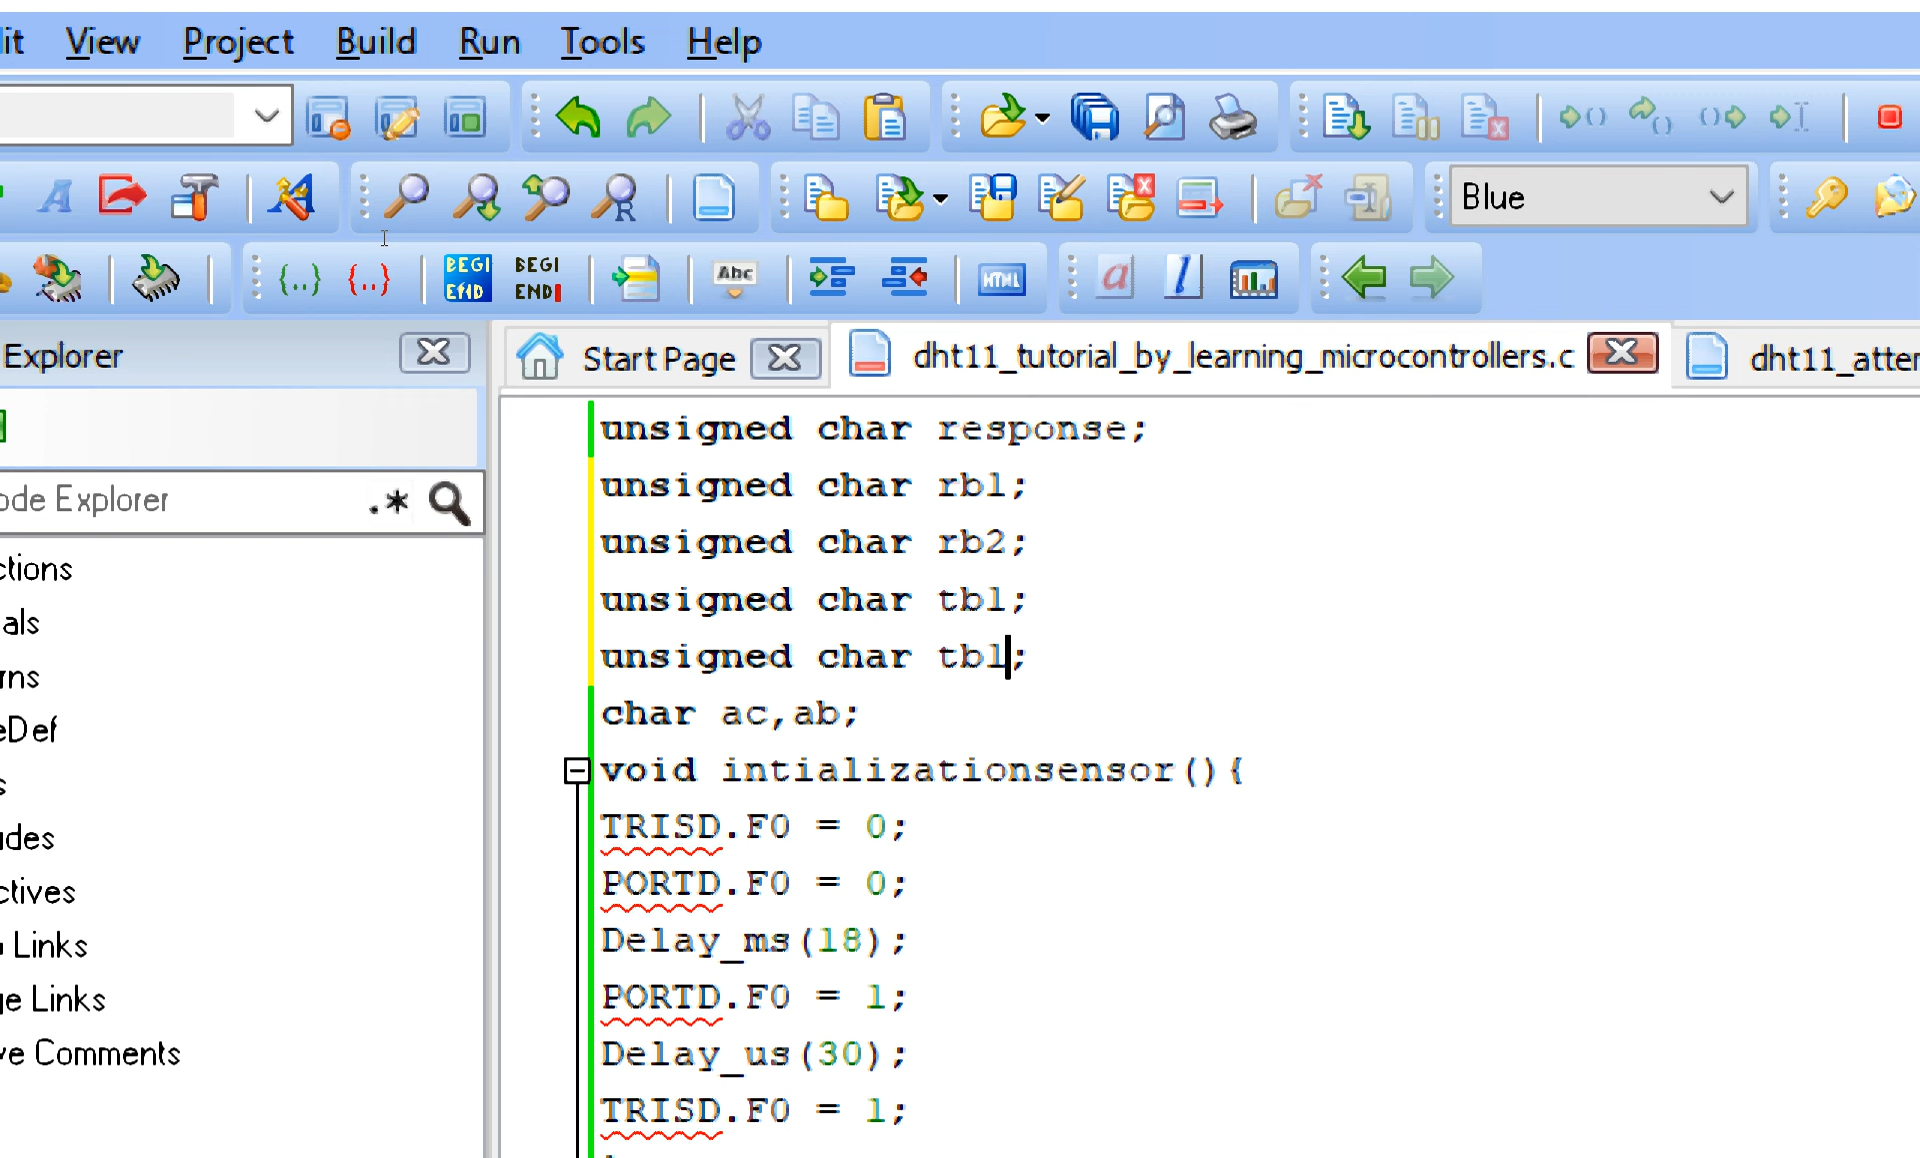 it View Project Build Run Tools Help
Blue
BEGI END BEGI END Abc HTML
Explorer
Start Page dht11_tutorial_by_learning_microcontrollers.c dht11_atter
ode Explorer .*
ctions
als
rns
eDef
s
udes
ctives
Links
ge Links
ve Comments
unsigned char response;
unsigned char rb1;
unsigned char rb2;
unsigned char tb1;
unsigned char tb1;
char ac,ab;
void intializationsensor(){
TRISD.F0 = 0;
PORTD.F0 = 0;
Delay_ms(18);
PORTD.F0 = 1;
Delay_us(30);
TRISD.F0 = 1;